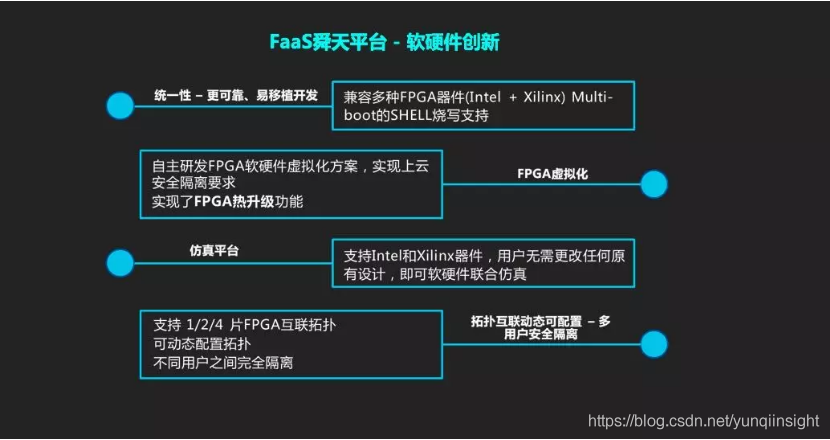 FaaS舜天平台 - 软硬件创新
统一性 – 更可靠、易移植开发
兼容多种FPGA器件(Intel + Xilinx) Multi-
boot的SHELL烧写支持
自主研发FPGA软硬件虚拟化方案，实现上云
安全隔离要求
实现了FPGA热升级功能
FPGA虚拟化
仿真平台
支持Intel和Xilinx器件，用户无需更改任何原
有设计，即可软硬件联合仿真
支持 1/2/4 片FPGA互联拓扑
可动态配置拓扑
不同用户之间完全隔离
拓扑互联动态可配置 – 多
用户安全隔离
https://blog.csdn.net/yunqiinsight